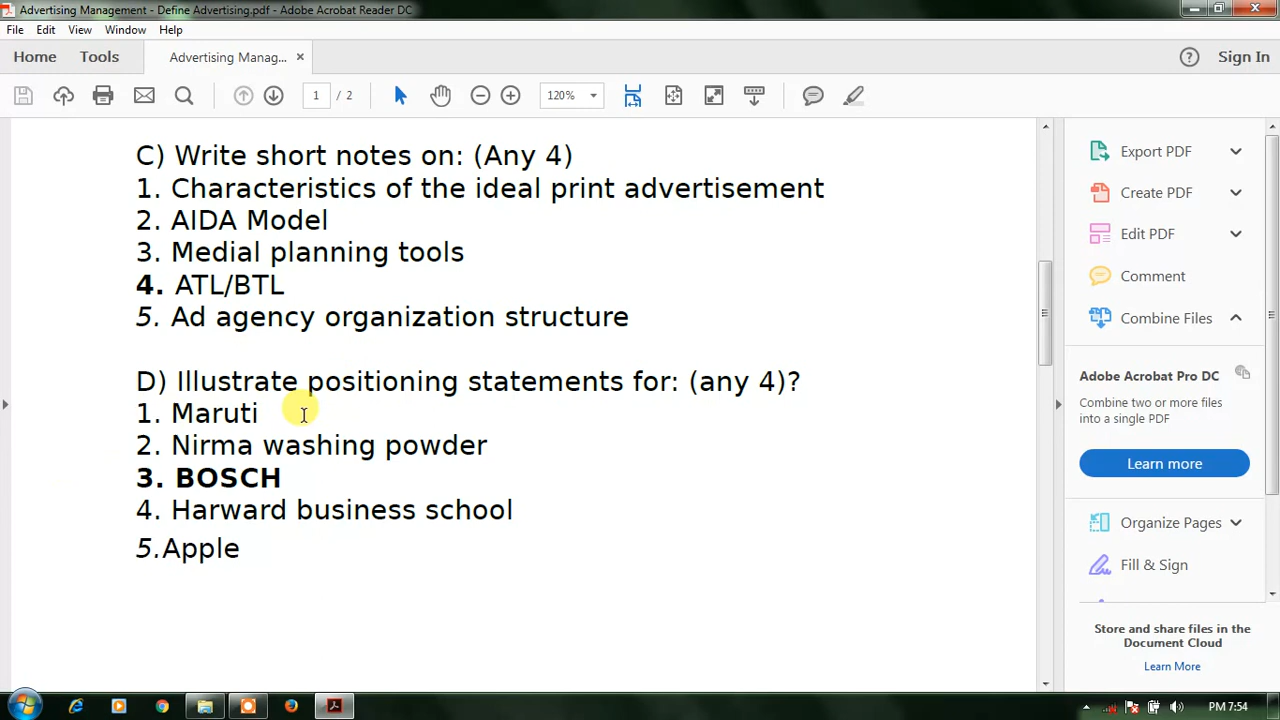 Advertising Management - Define Advertising.pdf - Adobe Acrobat Reader DC
File Edit View Window Help
Home Tools Advertising Manag... × Sign In
1 / 2 120%
C) Write short notes on: (Any 4)
1. Characteristics of the ideal print advertisement
2. AIDA Model
3. Medial planning tools
4. ATL/BTL
5. Ad agency organization structure
D) Illustrate positioning statements for: (any 4)?
1. Maruti
2. Nirma washing powder
3. BOSCH
4. Harward business school
5.Apple
Export PDF
Create PDF
Edit PDF
Comment
Combine Files
Adobe Acrobat Pro DC
Combine two or more files
into a single PDF
Learn more
Organize Pages
Fill & Sign
Store and share files in the
Document Cloud
Learn More
PM 7:54